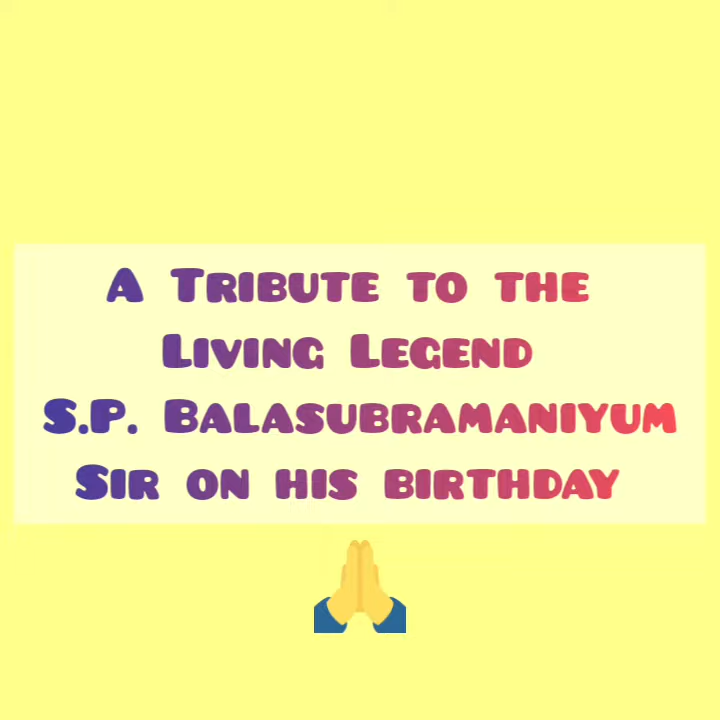 A Tribute to the
Living Legend
S.P. Balasubramaniyum
Sir on his birthday